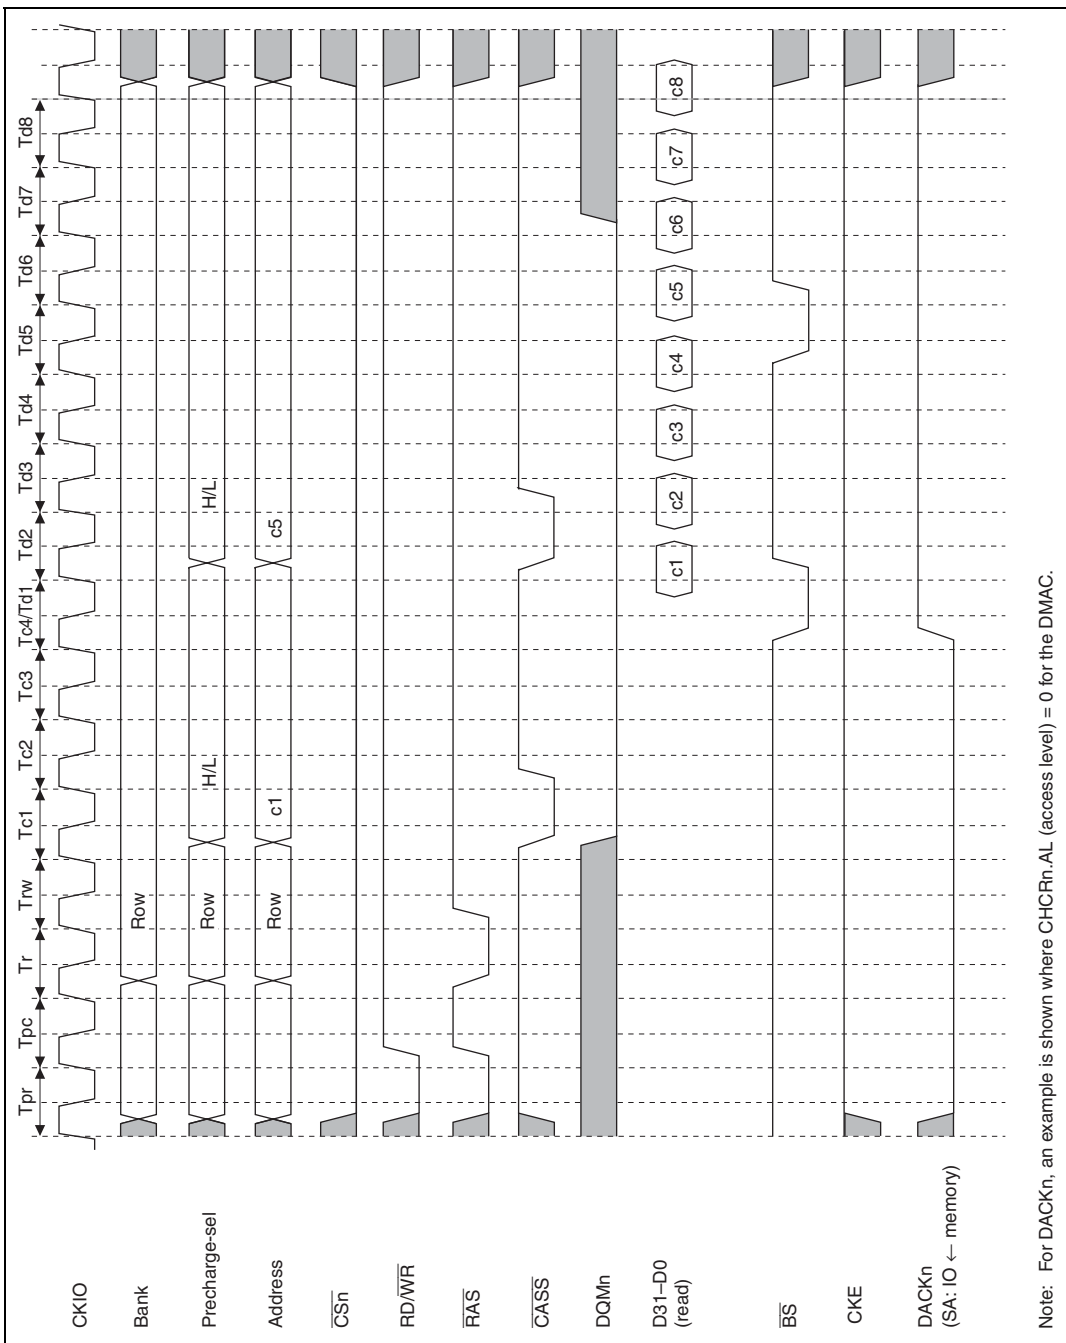 Tpr Tpc Tr Trw Tc1 Tc2 Tc3 Tc4/Td1 Td2 Td3 Td4 Td5 Td6 Td7 Td8
CKIO
Bank Row
Precharge-sel Row H/L H/L
Address Row c1 c5
CSn
RD/WR
RAS
CASS
DQMn
D31–D0
(read) c1 c2 c3 c4 c5 c6 c7 c8
BS
CKE
DACKn
(SA: IO ← memory)
Note: For DACKn, an example is shown where CHCRn.AL (access level) = 0 for the DMAC.